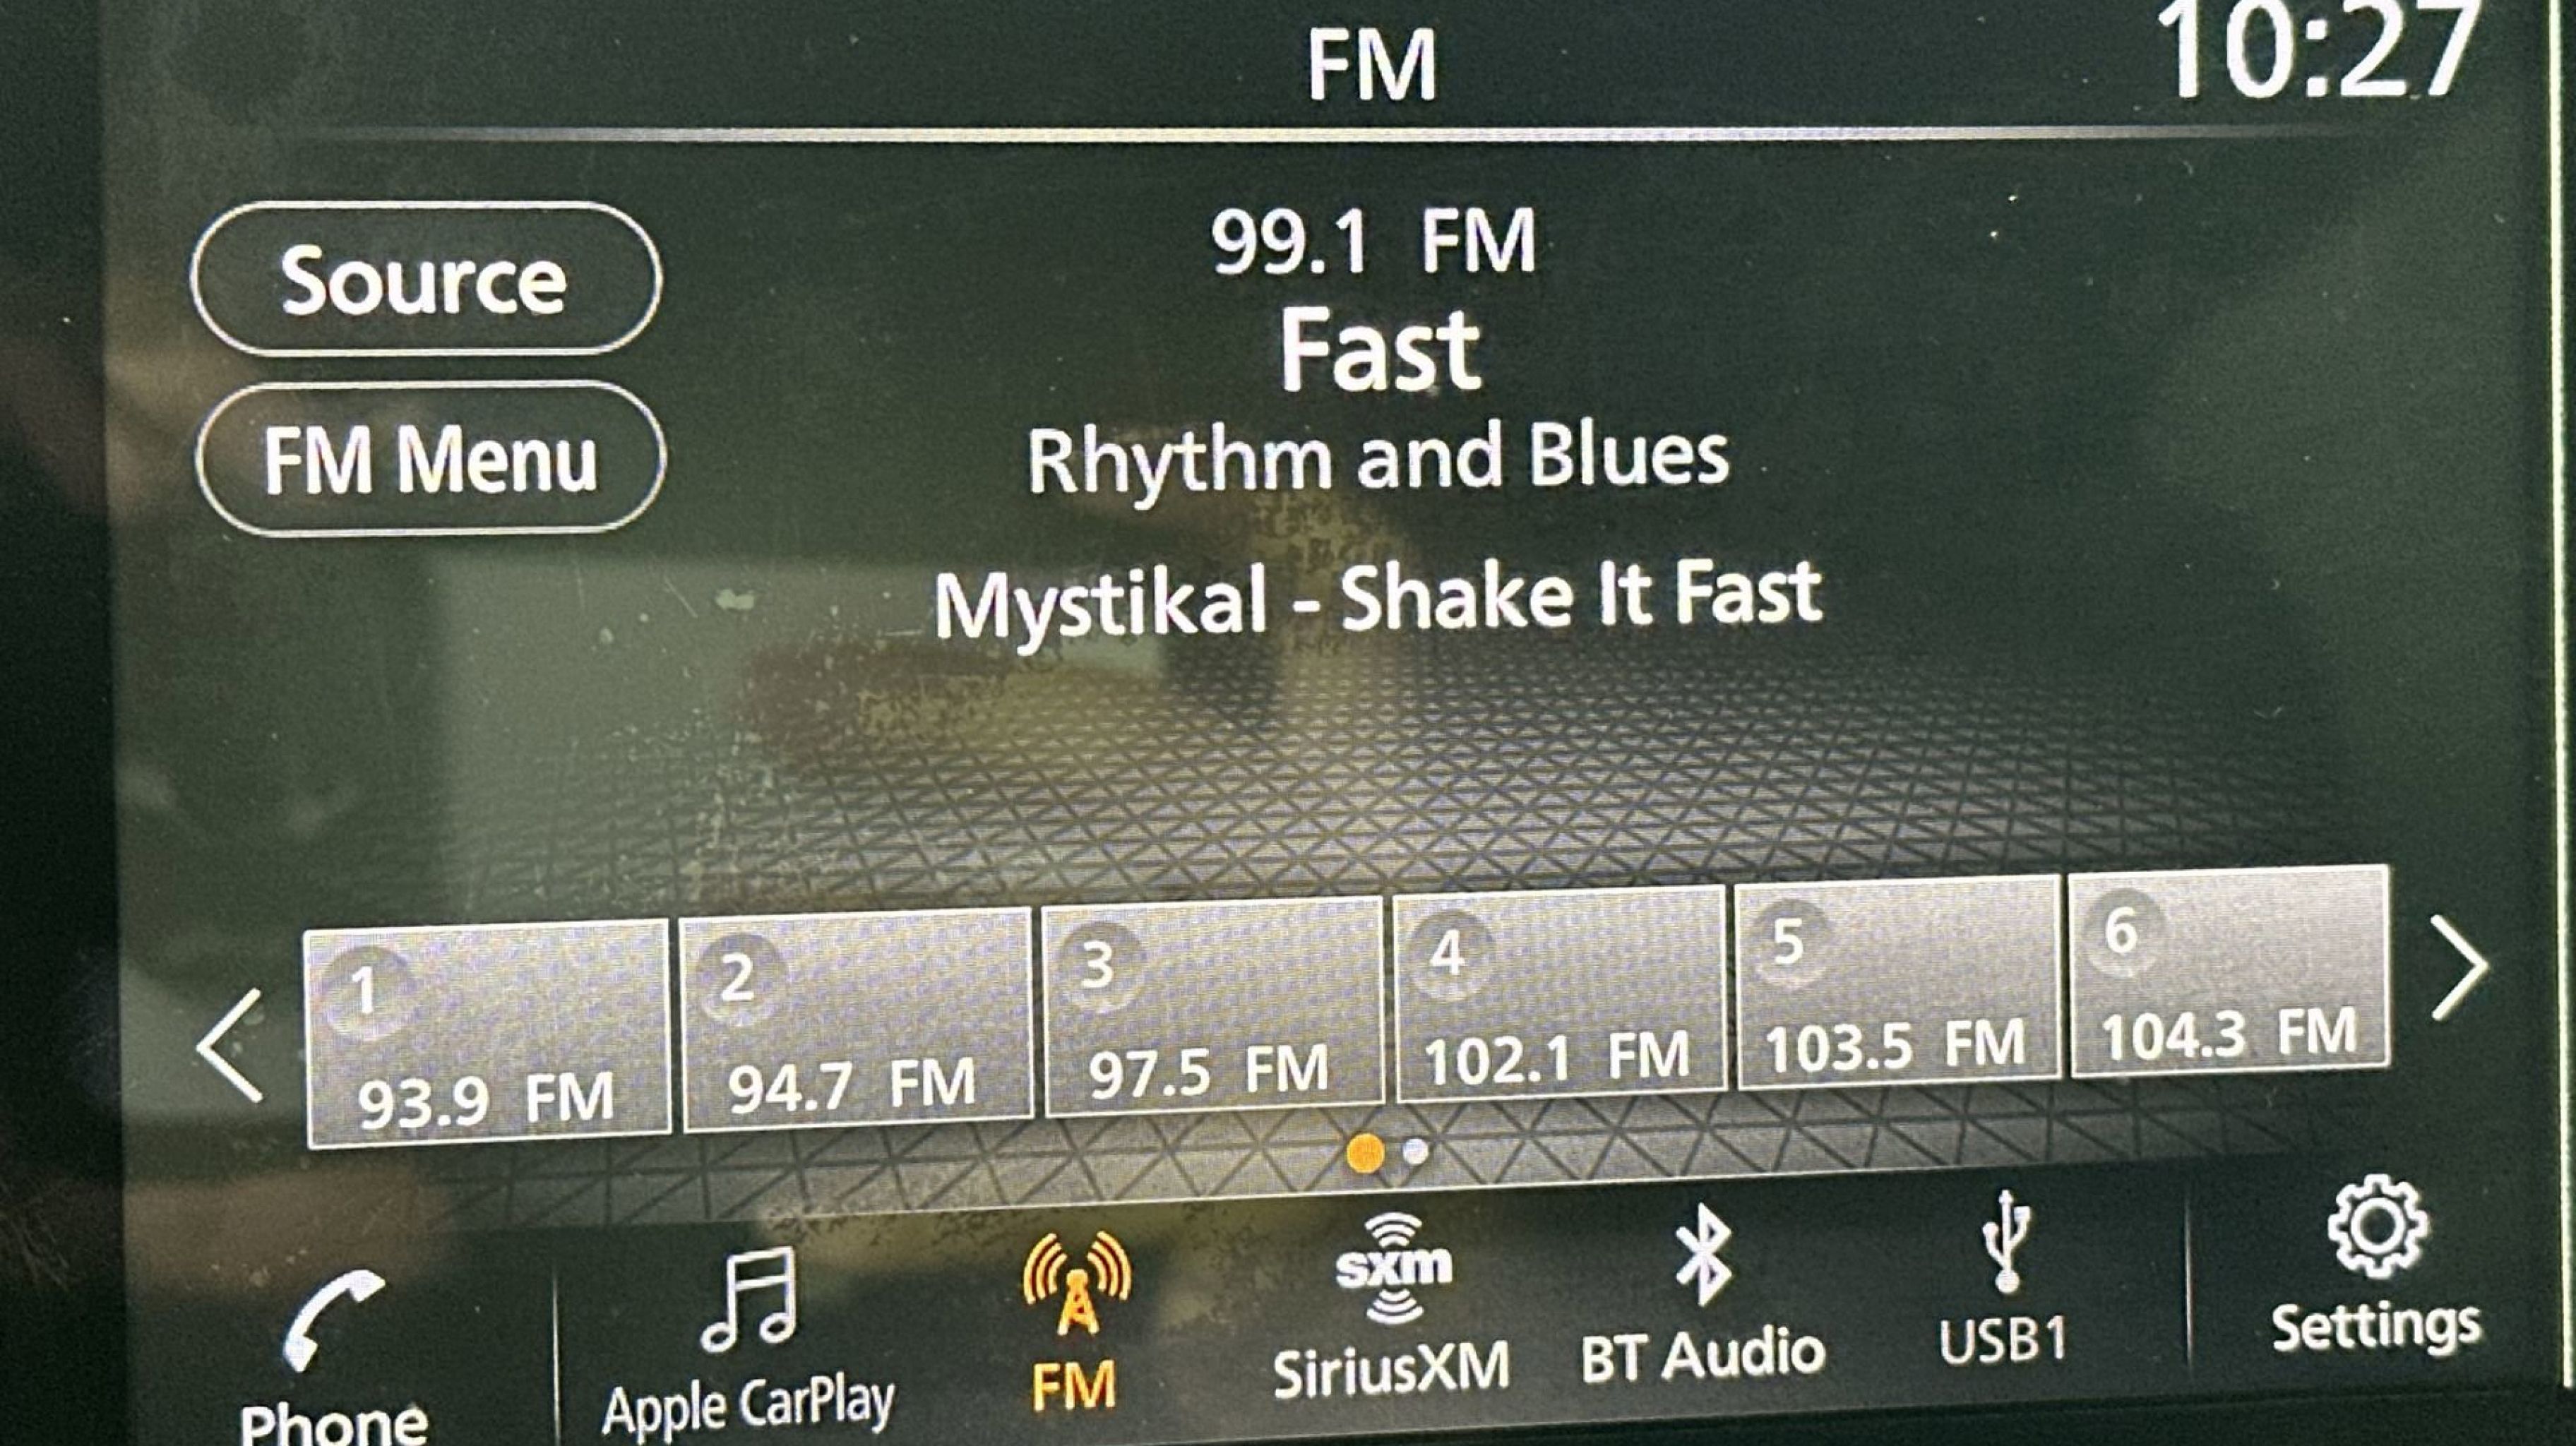 FM
10:27
Source
99.1 FM
Fast
FM Menu
Rhythm and Blues
Mystikal - Shake It Fast
1
2
3
4
5
6
93.9 FM
94.7 FM
97.5 FM
102.1 FM
103.5 FM
104.3 FM
sxm
Phone
Apple CarPlay
FM
SiriusXM
BT Audio
USB1
Settings